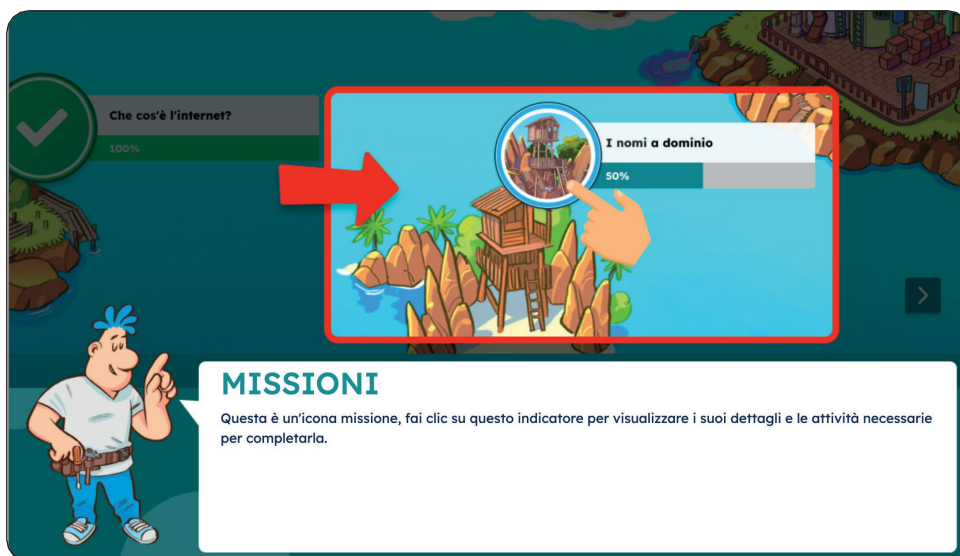 Che cos'è l'internet?
100%
I nomi a dominio
50%
MISSIONI
Questa è un'icona missione, fai clic su questo indicatore per visualizzare i suoi dettagli e le attività necessarie
per completarla.